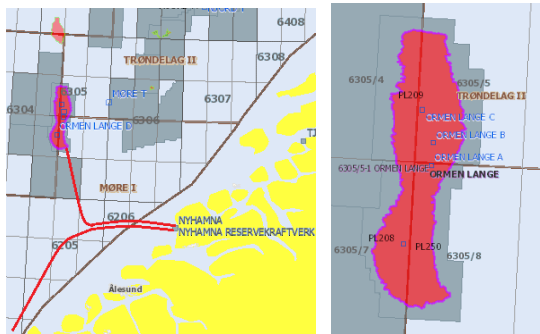 6408
6308
TRØNDELAG II
6305
6304
MØRE T
6307
6306
ORMEN LANGE D
MØRE I
6206
NYHAMNA
NYHAMNA RESERVEKRAFTVERK
6205
Ålesund
6305/4
6305/5
PL209
TRØNDELAG II
ORMEN LANGE C
ORMEN LANGE B
ORMEN LANGE A
6305/5-1 ORMEN LANGE
ORMEN LANGE
PL208
PL250
6305/7
6305/8